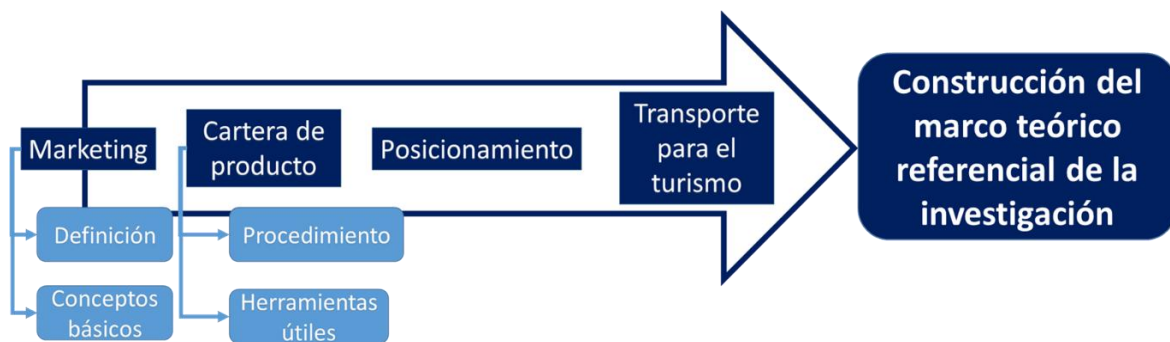 Marketing
Definición
Conceptos
básicos
Cartera de
producto
Procedimiento
Herramientas
útiles
Posicionamiento
Transporte
para el
turismo
Construcción del
marco teórico
referencial de la
investigación